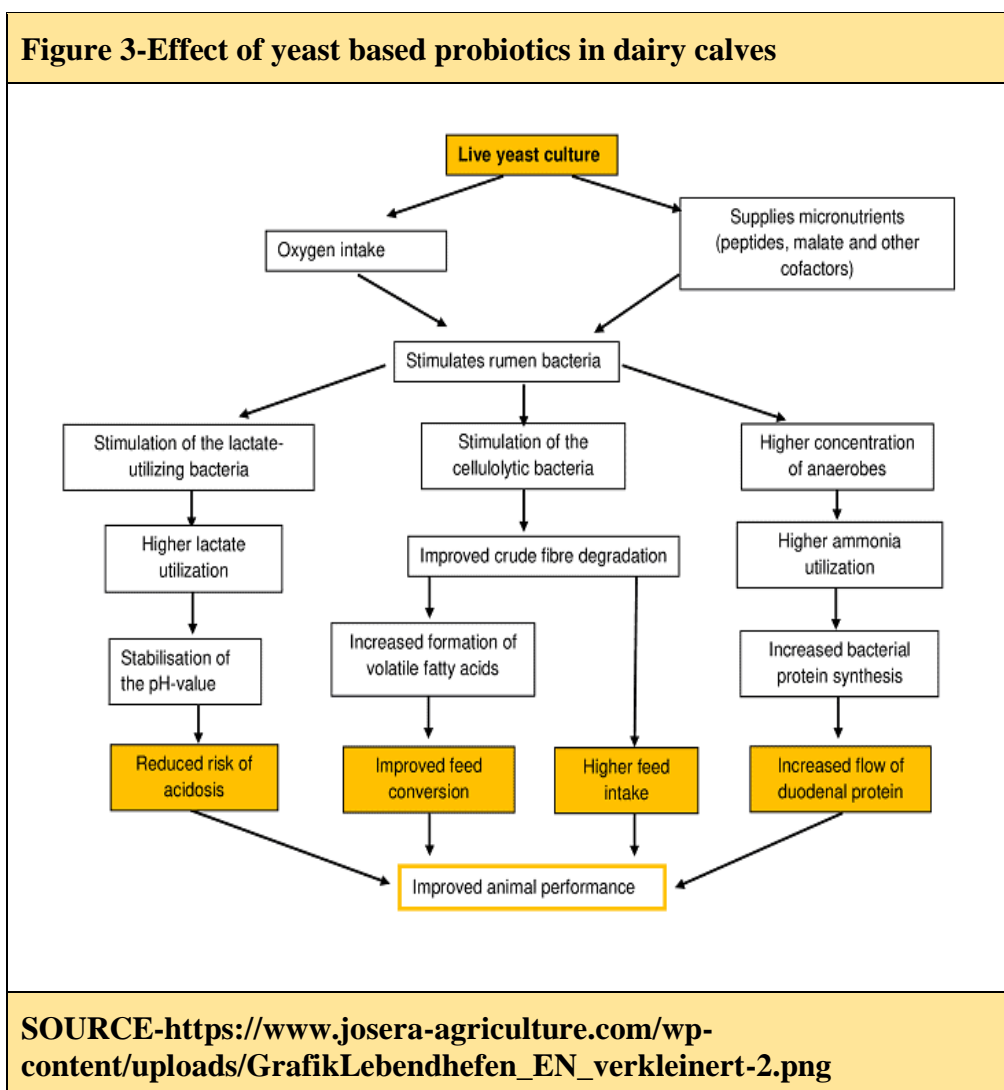 Figure 3-Effect of yeast based probiotics in dairy calves
Live yeast culture
Oxygen intake
Supplies micronutrients
(peptides, malate and other
cofactors)
Stimulates rumen bacteria
Stimulation of the lactate-
utilizing bacteria
Stimulation of the
cellulolytic bacteria
Higher concentration
of anaerobes
Higher lactate
utilization
Improved crude fibre degradation
Higher ammonia
utilization
Stabilisation of
the pH-value
Increased formation of
volatile fatty acids
Increased bacterial
protein synthesis
Reduced risk of
acidosis
Improved feed
conversion
Higher feed
intake
Increased flow of
duodenal protein
Improved animal performance
SOURCE-https://www.josera-agriculture.com/wp-
content/uploads/GrafikLebendhefen_EN_verkleinert-2.png